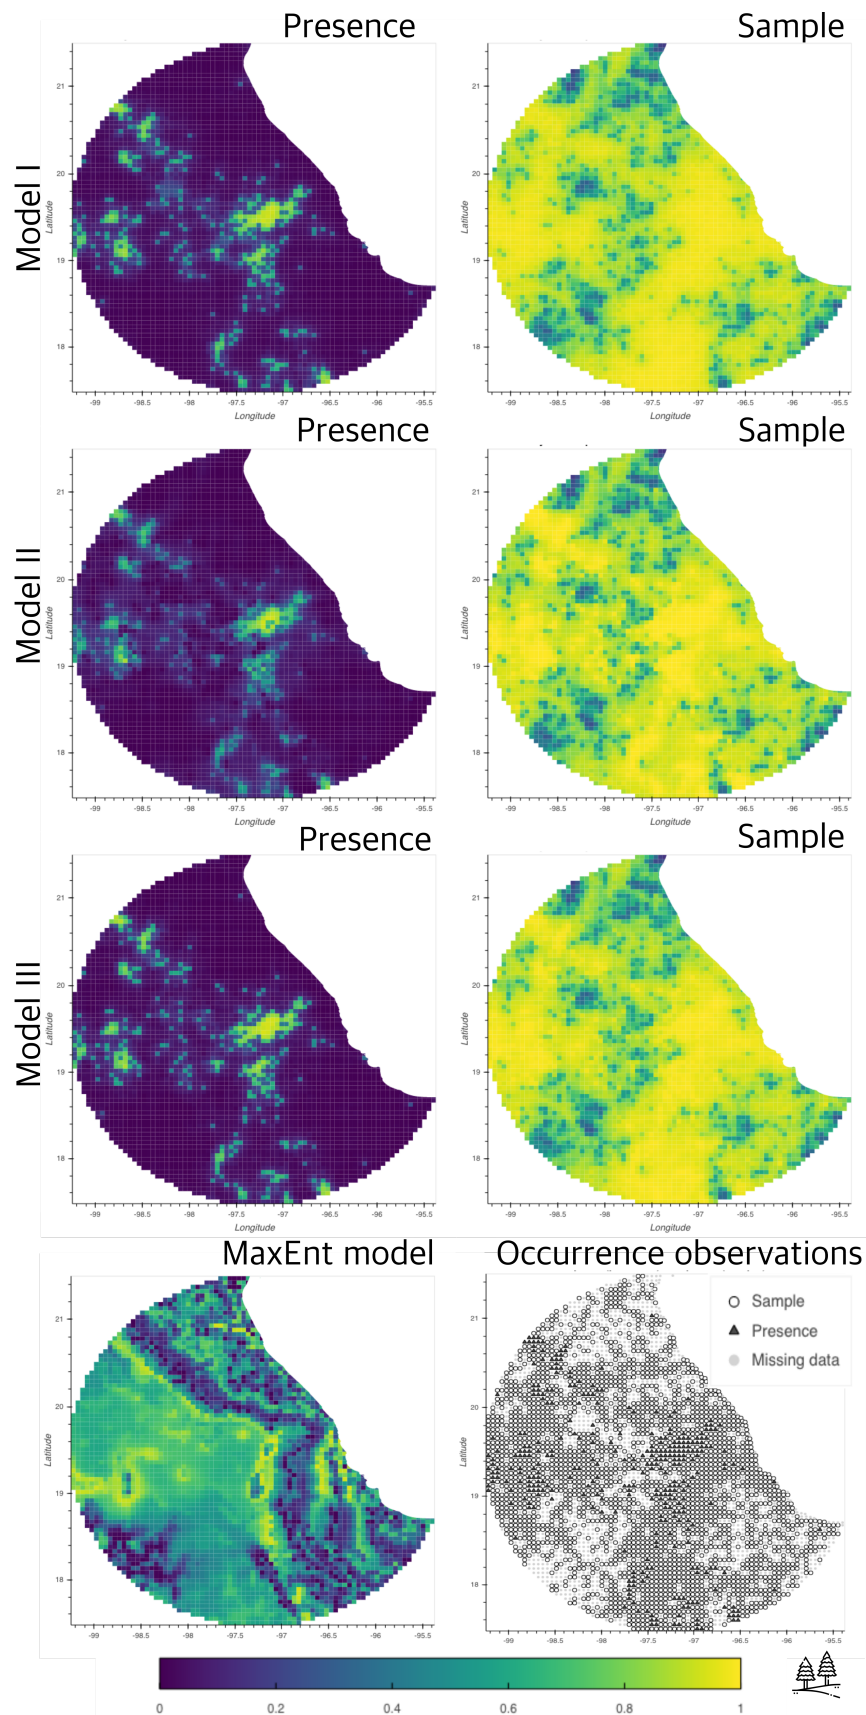 Presence Sample
Model I
Latitude
21
20
19
18
-99 -98.5 -98 -97.5 -97 -96.5 -96 -95.5
Longitude
Latitude
21
20
19
18
-99 -98.5 -98 -97.5 -97 -96.5 -96 -95.5
Longitude
Presence Sample
Model II
Latitude
21
20
19
18
-99 -98.5 -98 -97.5 -97 -96.5 -96 -95.5
Longitude
Latitude
21
20
19
18
-99 -98.5 -98 -97.5 -97 -96.5 -96 -95.5
Longitude
Presence Sample
Model III
Latitude
21
20
19
18
-99 -98.5 -98 -97.5 -97 -96.5 -96 -95.5
Longitude
Latitude
21
20
19
18
-99 -98.5 -98 -97.5 -97 -96.5 -96 -95.5
Longitude
MaxEnt model Occurrence observations
Latitude
21
20
19
18
-99 -98.5 -98 -97.5 -97 -96.5 -96 -95.5
Sample
Presence
Missing data
Latitude
21
20
19
18
-99 -98.5 -98 -97.5 -97 -96.5 -96 -95.5
0 0.2 0.4 0.6 0.8 1